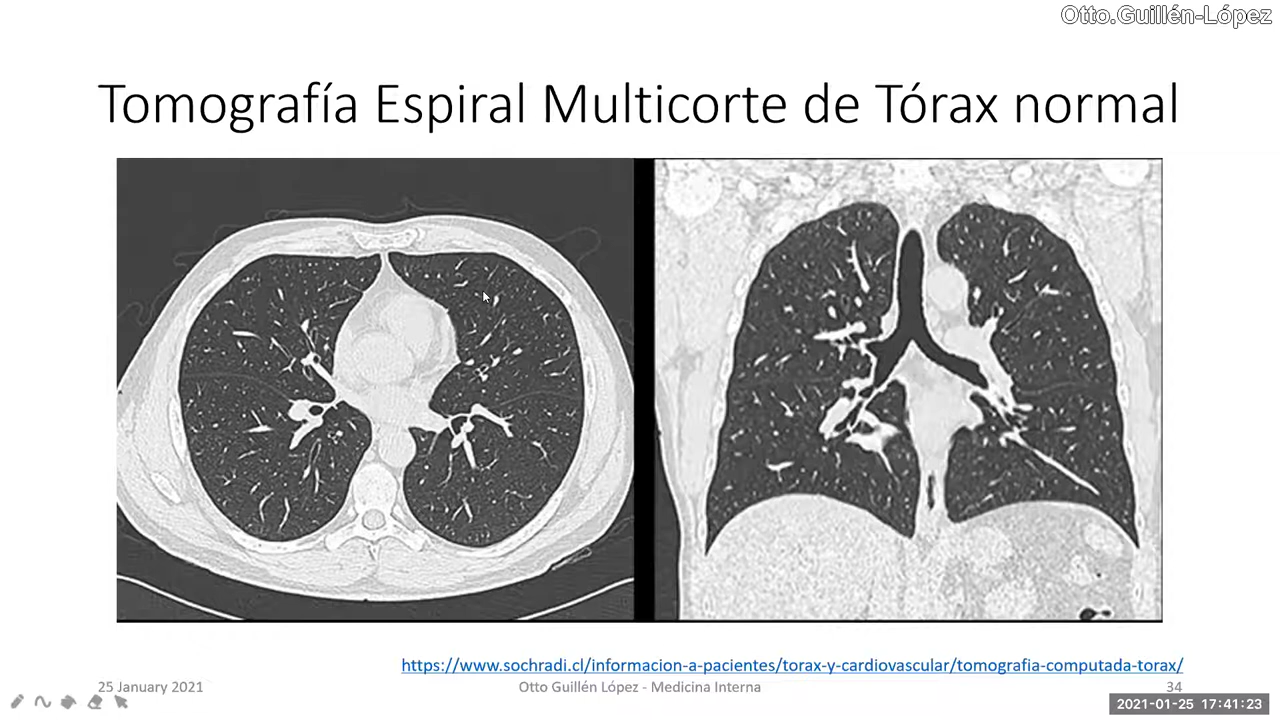 Otto.Guillén-López
Tomografía Espiral Multicorte de Tórax normal
https://www.sochradi.cl/informacion-a-pacientes/torax-y-cardiovascular/tomografia-computada-torax/
25 January 2021
Otto Guillén López - Medicina Interna
34
2021-01-25 17:41:23